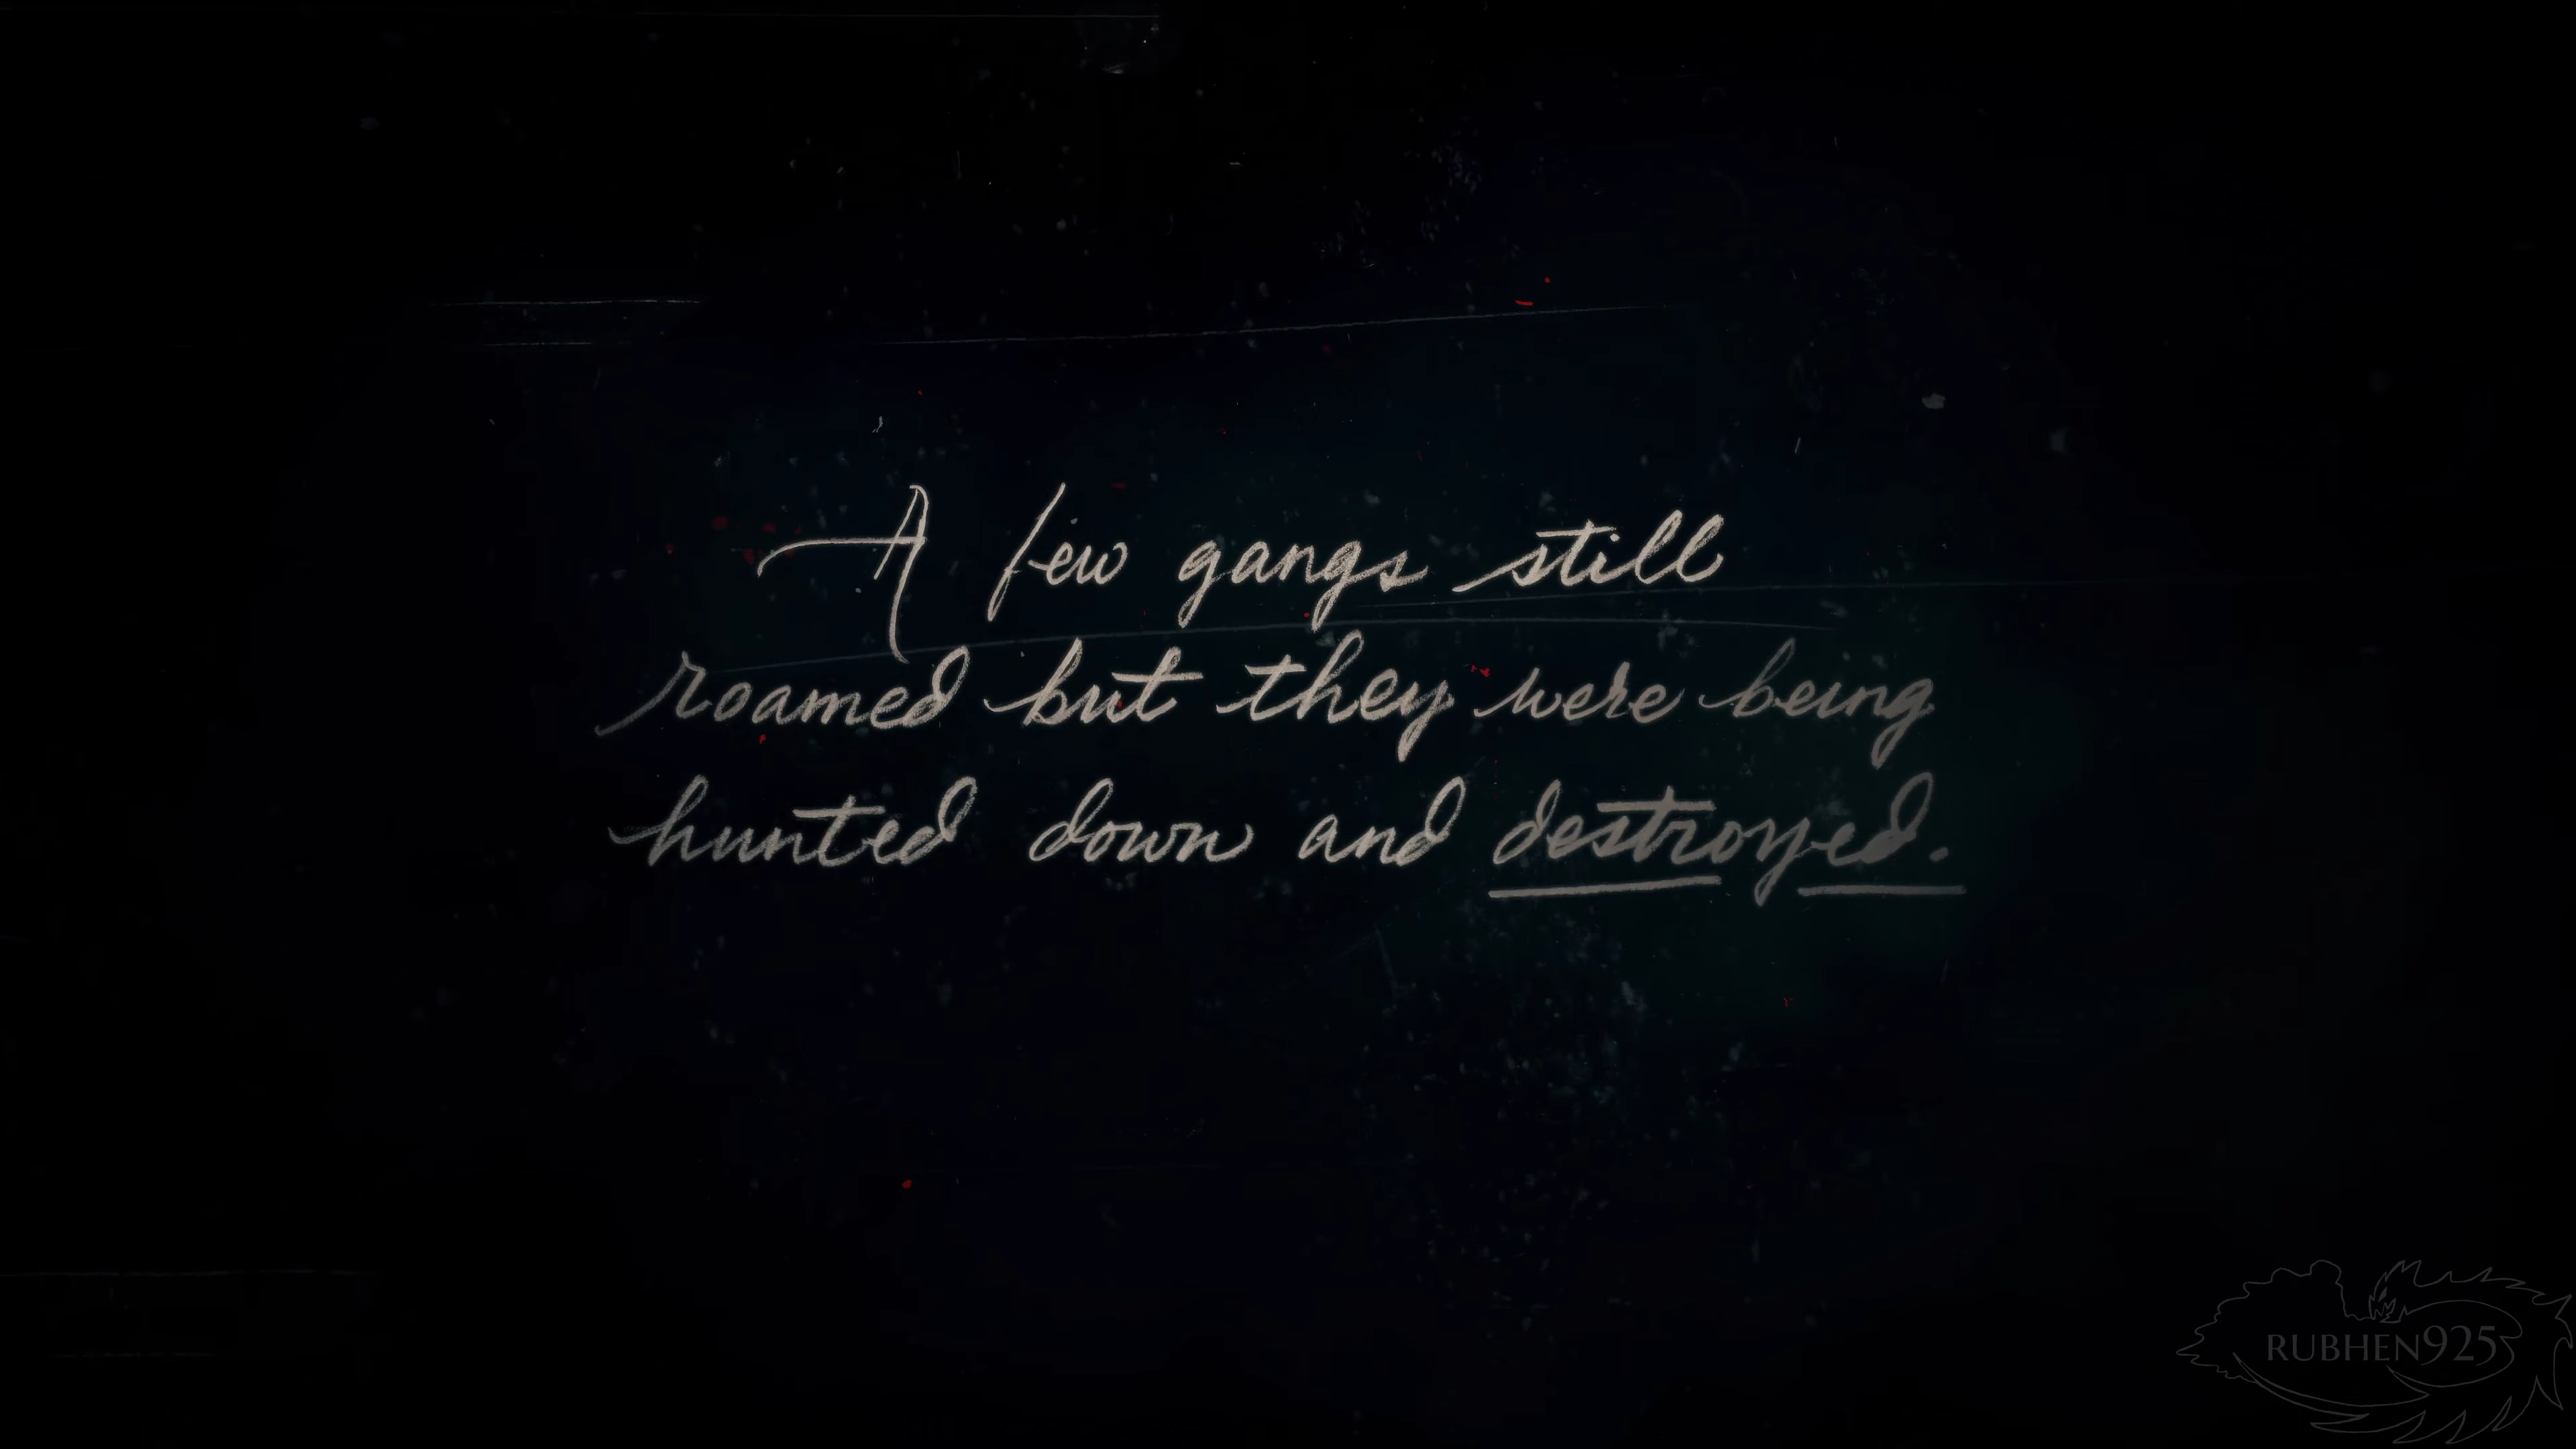 A few gangs still
roamed but they were being
hunted down and destroyed.
RUBHEN925